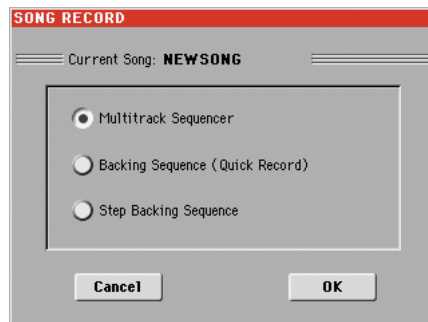 SONG RECORD
Current Song: NEWSONG
Multitrack Sequencer
Backing Sequence (Quick Record)
Step Backing Sequence
Cancel
OK